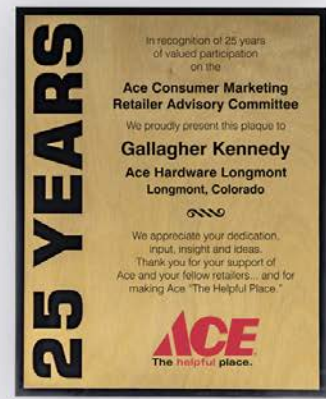 25 YEARS
In recognition of 25 years
of valued participation
on the
Ace Consumer Marketing
Retailer Advisory Committee
We proudly present this plaque to
Gallagher Kennedy
Ace Hardware Longmont
Longmont, Colorado
We appreciate your dedication,
input, insight and ideas.
Thank you for your support of
Ace and your fellow retailers... and for
making Ace "The Helpful Place."
ACE
The helpful place.